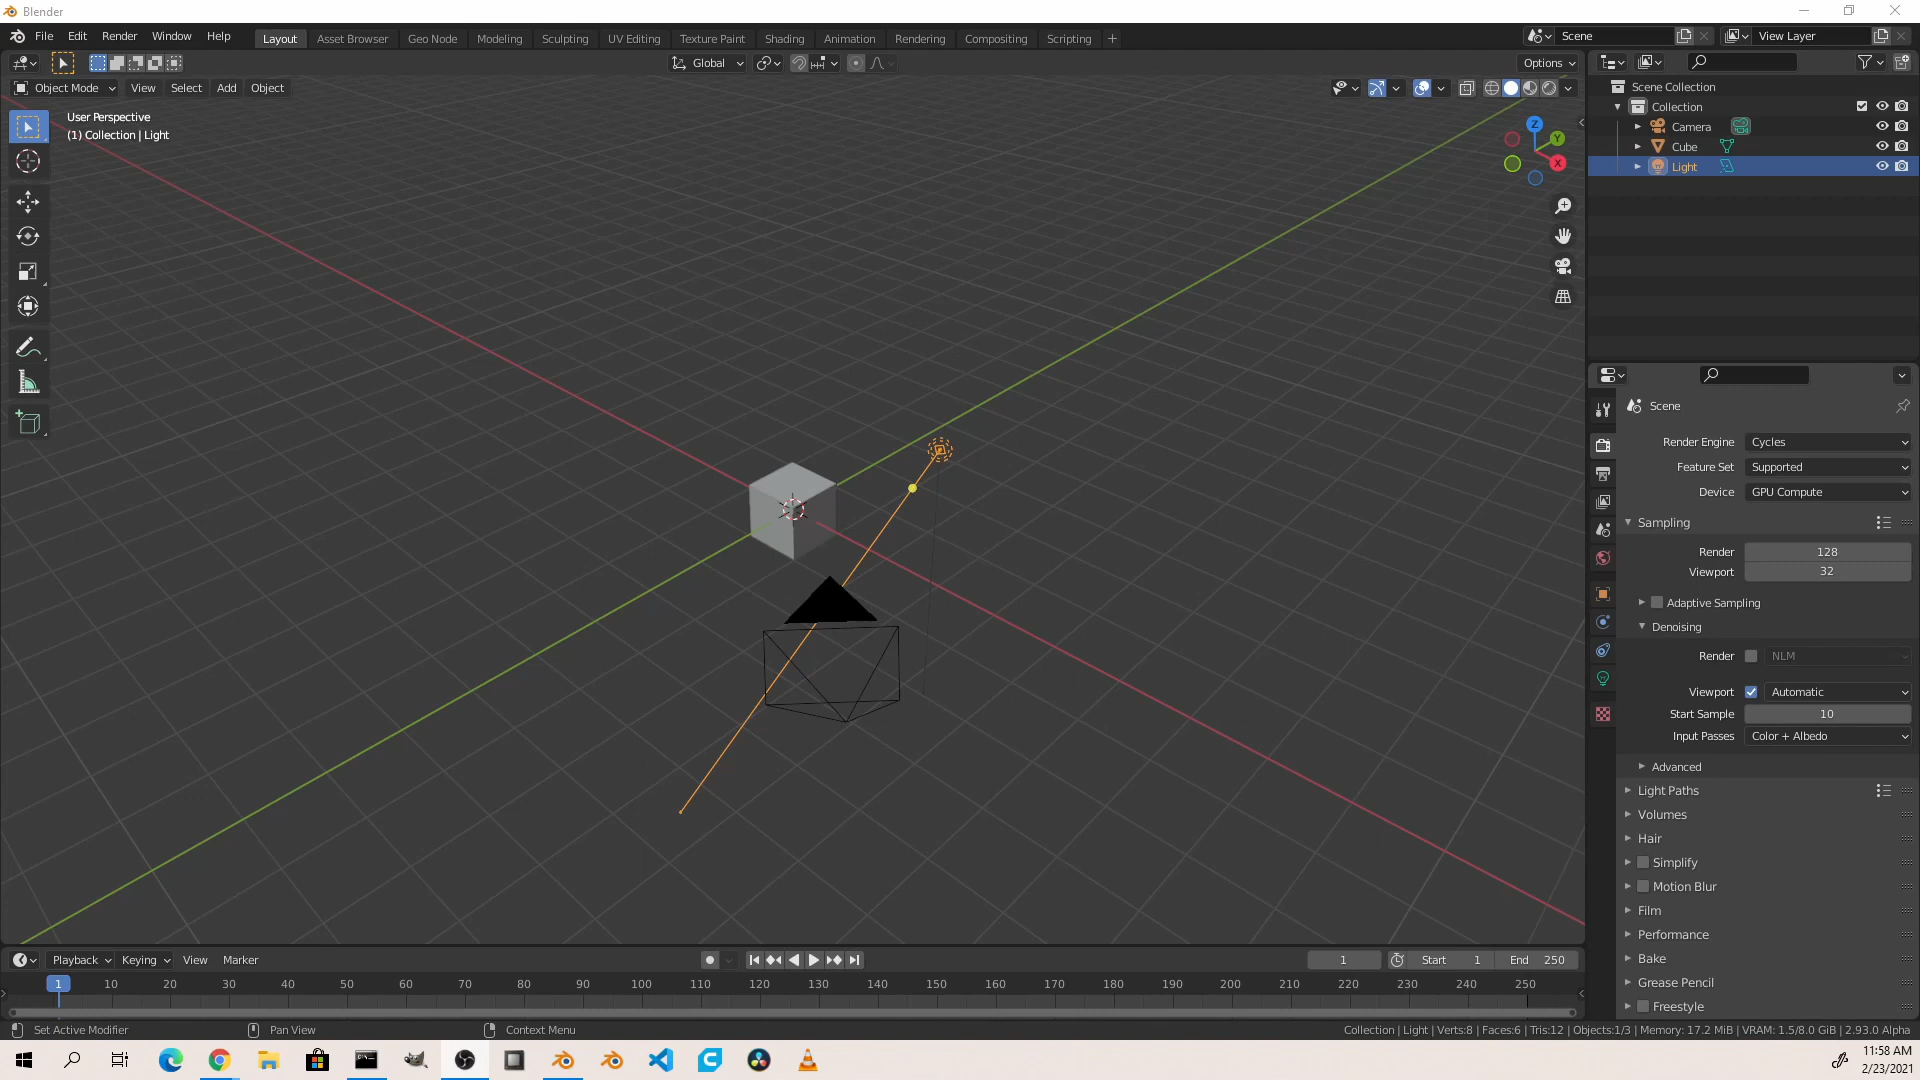 Blender
File Edit Render Window Help
Layout Asset Browser Geo Node Modeling Sculpting UV Editing Texture Paint Shading Animation Rendering Compositing Scripting +
Scene
View Layer
Global
Options
Object Mode View Select Add Object
User Perspective
(1) Collection | Light
Z
Y
X
Scene Collection
Collection
Camera
Cube
Light
Scene
Render Engine Cycles
Feature Set Supported
Device GPU Compute
Sampling
Render 128
Viewport 32
Adaptive Sampling
Denoising
Render NLM
Viewport Automatic
Start Sample 10
Input Passes Color + Albedo
Advanced
Light Paths
Volumes
Hair
Simplify
Motion Blur
Film
Performance
Bake
Grease Pencil
Freestyle
Playback Keying View Marker
1
Start 1
End 250
1 10 20 30 40 50 60 70 80 90 100 110 120 130 140 150 160 170 180 190 200 210 220 230 240 250
Set Active Modifier
Pan View
Context Menu
Collection | Light | Verts:8 | Faces:6 | Tris:12 | Objects:1/3 | Memory: 17.2 MiB | VRAM: 1.5/8.0 GiB | 2.93.0 Alpha
11:58 AM
2/23/2021